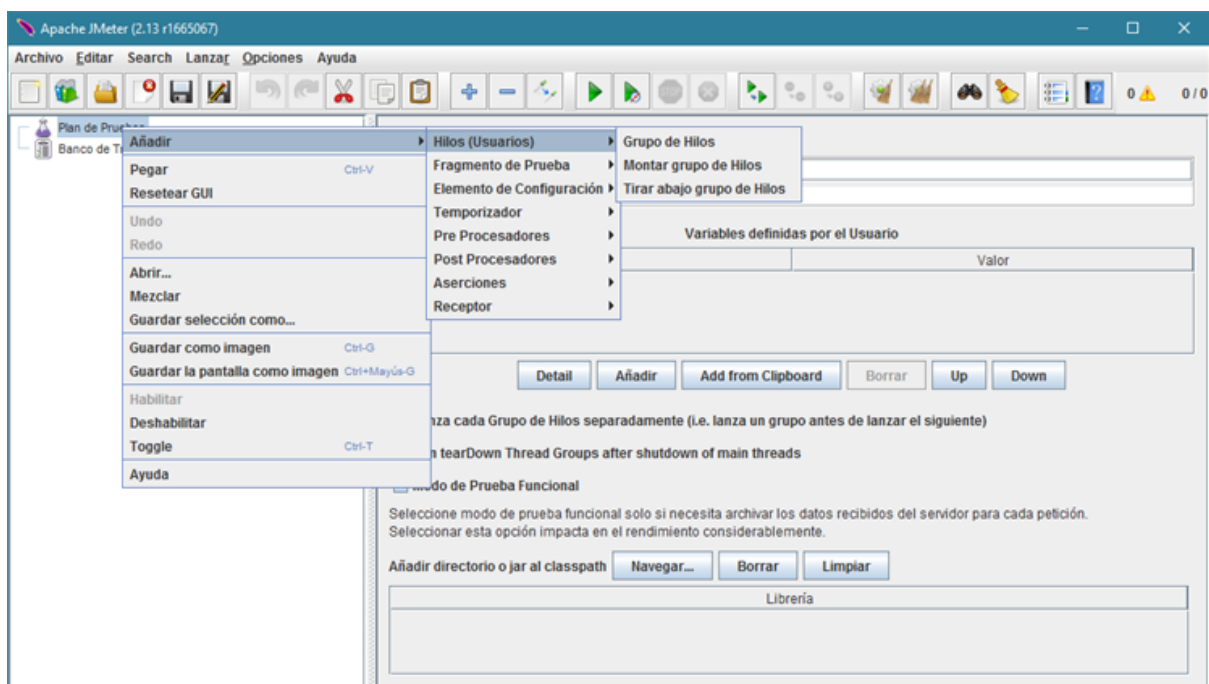 Apache JMeter (2.13 r1665067)
Archivo Editar Search Lanzar Opciones Ayuda
0 0 / 0
Plan de Pruebas
Banco de
Añadir
Pegar Ctrl-V
Resetear GUI
Undo
Redo
Abrir...
Mezclar
Guardar selección como...
Guardar como imagen Ctrl-G
Guardar la pantalla como imagen Ctrl+Mayús-G
Habilitar
Deshabilitar
Toggle Ctrl-T
Ayuda
Hilos (Usuarios)
Fragmento de Prueba
Elemento de Configuración
Temporizador
Pre Procesadores
Post Procesadores
Aserciones
Receptor
Grupo de Hilos
Montar grupo de Hilos
Tirar abajo grupo de Hilos
Variables definidas por el Usuario
Valor
Detail Añadir Add from Clipboard Borrar Up Down
cada Grupo de Hilos separadamente (i.e. lanza un grupo antes de lanzar el siguiente)
tearDown Thread Groups after shutdown of main threads
Modo de Prueba Funcional
Seleccione modo de prueba funcional solo si necesita archivar los datos recibidos del servidor para cada petición.
Seleccionar esta opción impacta en el rendimiento considerablemente.
Añadir directorio o jar al classpath Navegar... Borrar Limpiar
Librería